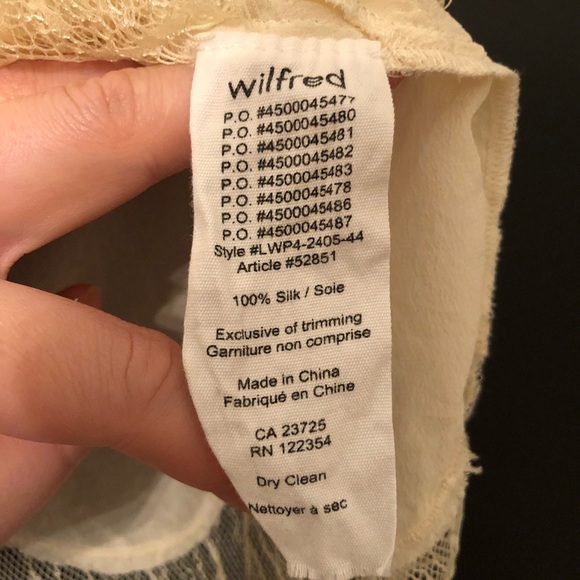 wilfred
P.O. #4500045477
P.O. #4500045480
P.O. #4500045481
P.O. #4500045482
P.O. #4500045483
P.O. #4500045478
P.O. #4500045486
P.O. #4500045487
Style #LWP4-2405-44
Article #52851
100% Silk / Soie
Exclusive of trimming
Garniture non comprise
Made in China
Fabriqué en Chine
CA 23725
RN 122354
Dry Clean
Nettoyer à sec